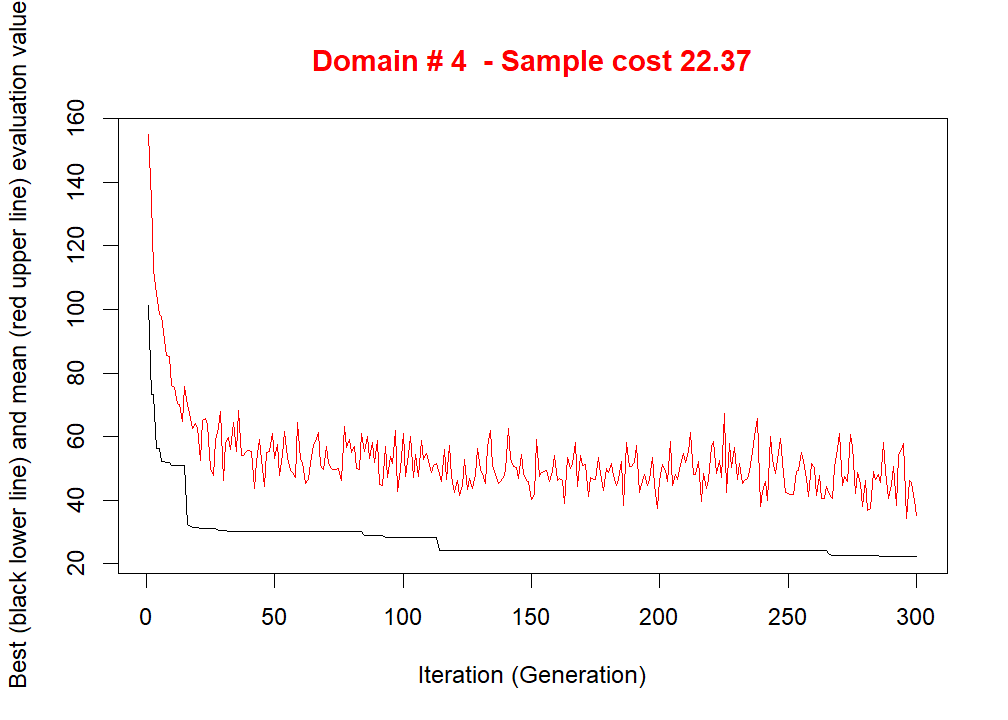 Domain # 4  - Sample cost 22.37
Best (black lower line) and mean (red upper line) evaluation value
160
140
120
100
80
60
40
20
0 50 100 150 200 250 300
Iteration (Generation)